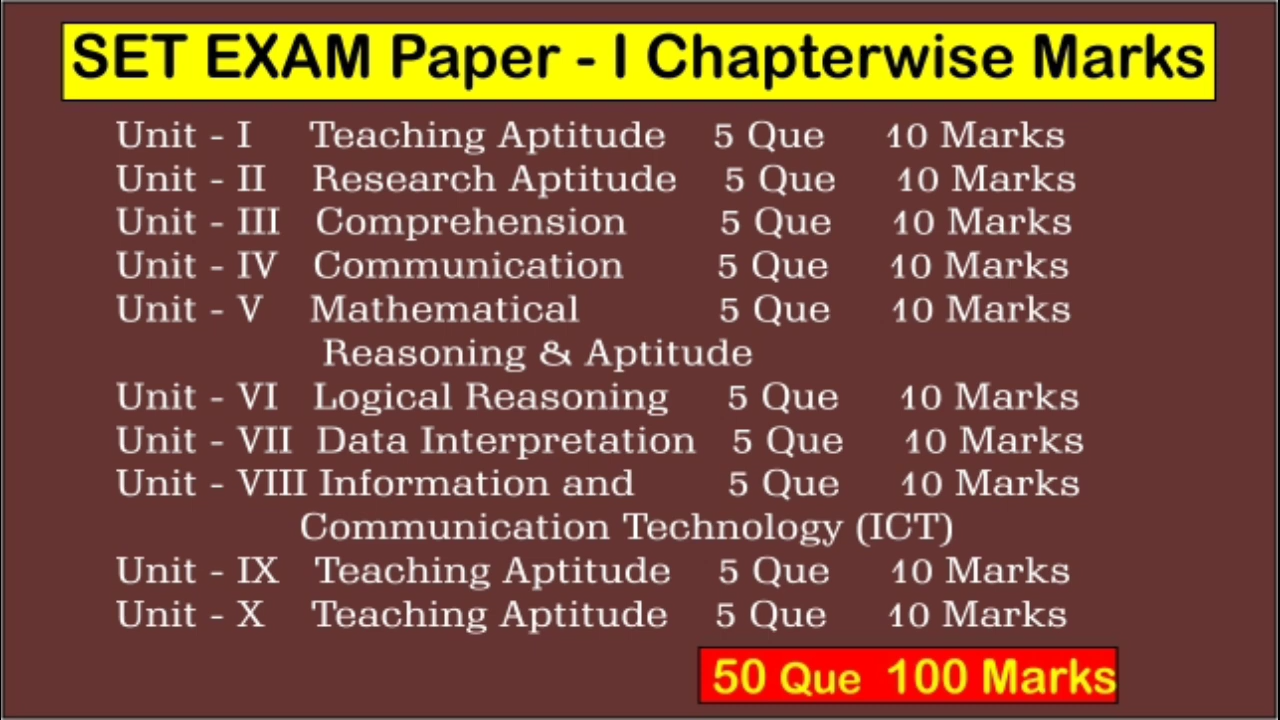 SET EXAM Paper - I Chapterwise Marks
Unit - I Teaching Aptitude 5 Que 10 Marks
Unit - II Research Aptitude 5 Que 10 Marks
Unit - III Comprehension 5 Que 10 Marks
Unit - IV Communication 5 Que 10 Marks
Unit - V Mathematical 5 Que 10 Marks
Reasoning & Aptitude
Unit - VI Logical Reasoning 5 Que 10 Marks
Unit - VII Data Interpretation 5 Que 10 Marks
Unit - VIII Information and 5 Que 10 Marks
Communication Technology (ICT)
Unit - IX Teaching Aptitude 5 Que 10 Marks
Unit - X Teaching Aptitude 5 Que 10 Marks
50 Que 100 Marks